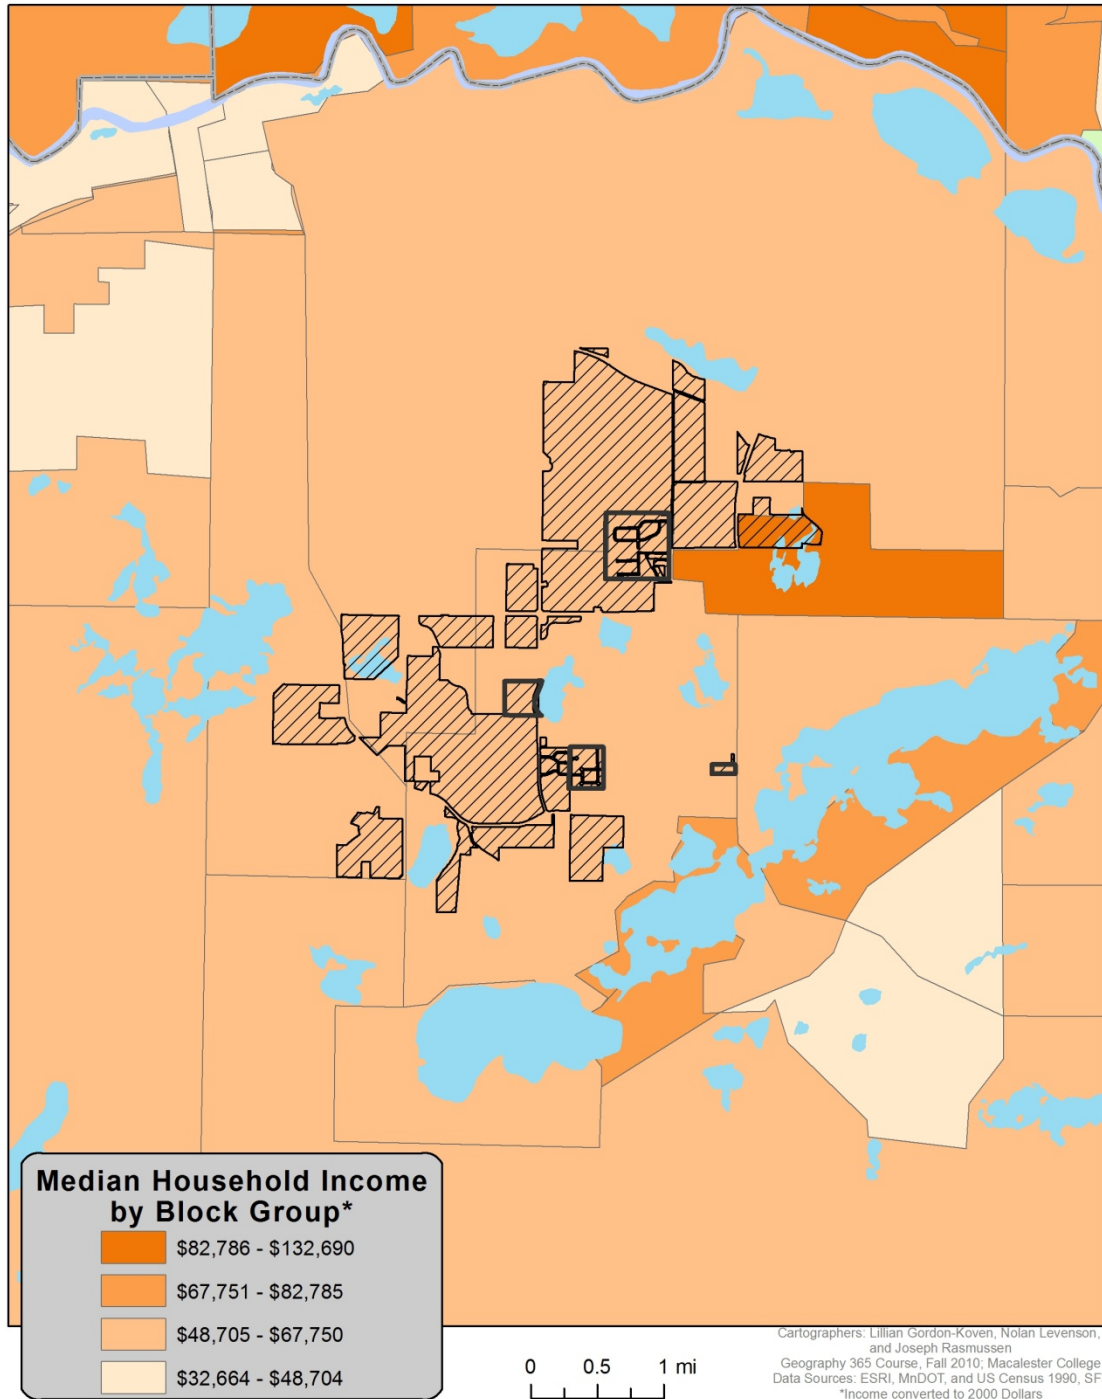 Median Household Income
by Block Group*
$82,786 - $132,690
$67,751 - $82,785
$48,705 - $67,750
$32,664 - $48,704
0 0.5 1 mi
Cartographers: Lillian Gordon-Koven, Nolan Levenson,
and Joseph Rasmussen
Geography 365 Course, Fall 2010; Macalester College
Data Sources: ESRI, MnDOT, and US Census 1990, SF
*Income converted to 2000 Dollars